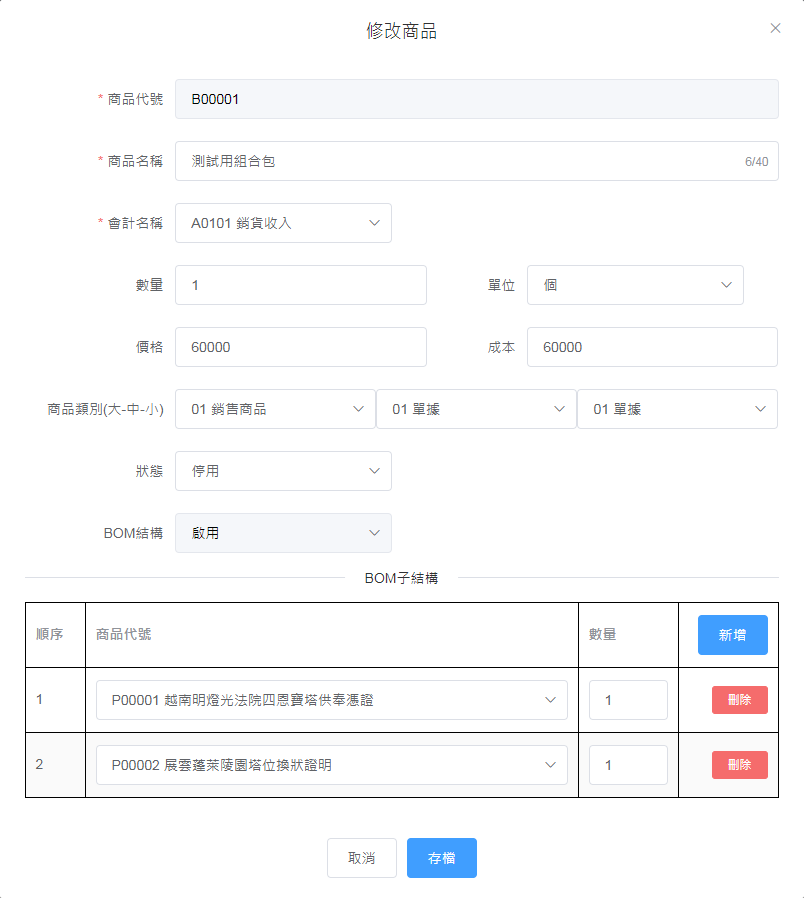 修改商品
* 商品代號 B00001
* 商品名稱 測試用組合包 6/40
* 會計名稱 A0101 銷貨收入
數量 1 單位 個
價格 60000 成本 60000
商品類別(大-中-小) 01 銷售商品 01 單據 01 單據
狀態 停用
BOM結構 啟用
BOM子結構
順序 商品代號 數量 新增
1 P00001 越南明燈光法院四恩寶塔供奉憑證 1 刪除
2 P00002 展雲蓬萊陵園塔位換狀證明 1 刪除
取消 存檔